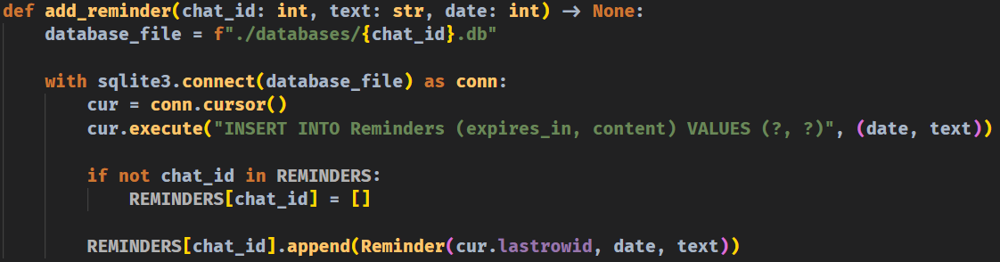 def add_reminder(chat_id: int, text: str, date: int) -> None:
    database_file = f"./databases/{chat_id}.db"

    with sqlite3.connect(database_file) as conn:
        cur = conn.cursor()
        cur.execute("INSERT INTO Reminders (expires_in, content) VALUES (?, ?)", (date, text))

        if not chat_id in REMINDERS:
            REMINDERS[chat_id] = []

        REMINDERS[chat_id].append(Reminder(cur.lastrowid, date, text))